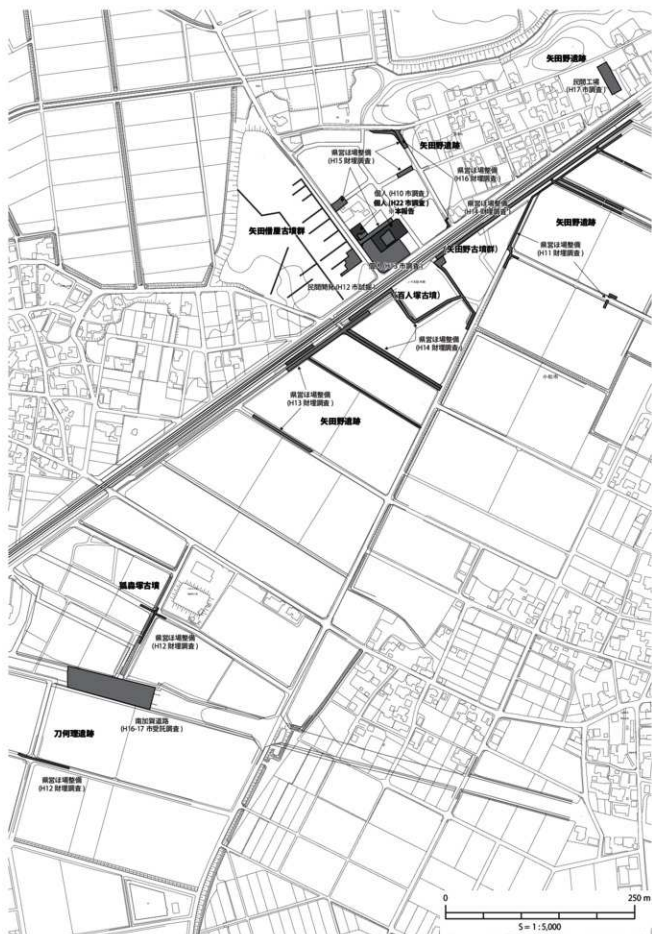 矢田野遺跡
民間工場
(H17 市調査)
県営ほ場整備
(H15 財埋調査)
矢田野遺跡
県営ほ場整備
(H16 財埋調査)
個人 (H10 市調査)
個人 (H22 市調査)
※本報告
県営ほ場整備
(H14 財埋調査)
矢田野遺跡
矢田借屋古墳群
(矢田野古墳群)
県営ほ場整備
(H11 財埋調査)
民間開発 (H12 市試掘)
(百人塚古墳)
県営ほ場整備
(H14 財埋調査)
小松市
県営ほ場整備
(H13 財埋調査)
矢田野遺跡
狐森塚古墳
県営ほ場整備
(H12 財埋調査)
南加賀道路
(H16-17 市受託調査)
刀何理遺跡
県営ほ場整備
(H12 財埋調査)
0 250 m
S = 1 : 5,000